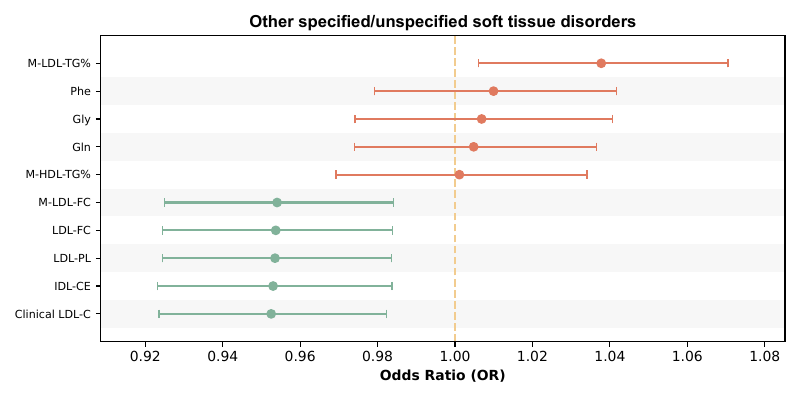 Other specified/unspecified soft tissue disorders
M-LDL-TG%
Phe
Gly
Gln
M-HDL-TG%
M-LDL-FC
LDL-FC
LDL-PL
IDL-CE
Clinical LDL-C
0.92 0.94 0.96 0.98 1.00 1.02 1.04 1.06 1.08
Odds Ratio (OR)